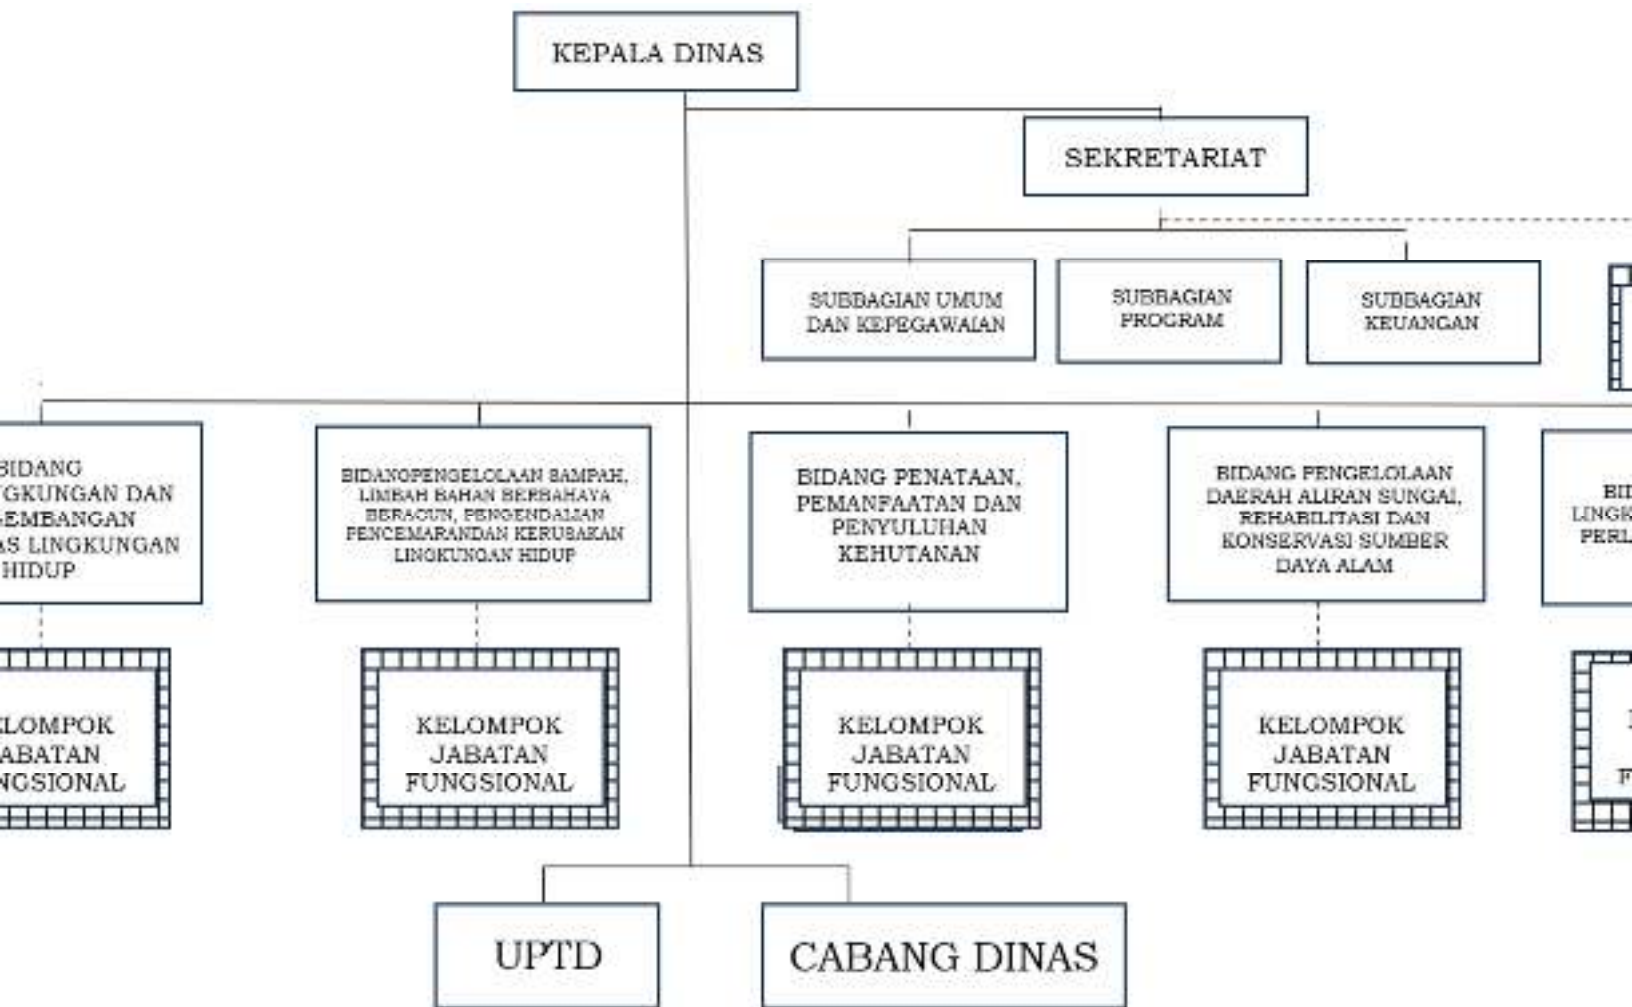 KEPALA DINAS
SEKRETARIAT
SUBBAGIAN UMUM
DAN KEPEGAWAIAN
SUBBAGIAN
PROGRAM
SUBBAGIAN
KEUANGAN
BIDANG
DAN
LINGKUNGAN
HIDUP
BIDANGPENGELOLAAN SAMPAH,
LIMBAH BAHAN BERBAHAYA
BERACUN, PENGENDALIAN
PENCEMARANDAN KERUSAKAN
LINGKUNGAN HIDUP
BIDANG PENATAAN,
PEMANFAATAN DAN
PENYULUHAN
KEHUTANAN
BIDANG PENGELOLAAN
DAERAH ALIRAN SUNGAI,
REHABILITASI DAN
KONSERVASI SUMBER
DAYA ALAM
KELOMPOK
JABATAN
FUNGSIONAL
KELOMPOK
JABATAN
FUNGSIONAL
KELOMPOK
JABATAN
FUNGSIONAL
UPTD
CABANG DINAS